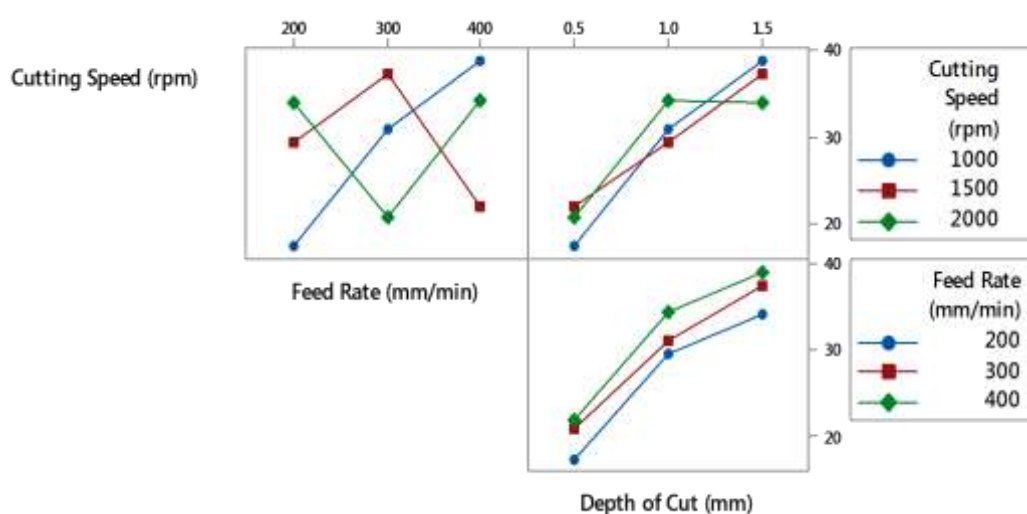 200 300 400 0.5 1.0 1.5
40
Cutting Speed (rpm)
30
20
Cutting
Speed
(rpm)
1000
1500
2000
40
Feed Rate (mm/min)
30
20
Feed Rate
(mm/min)
200
300
400
Depth of Cut (mm)